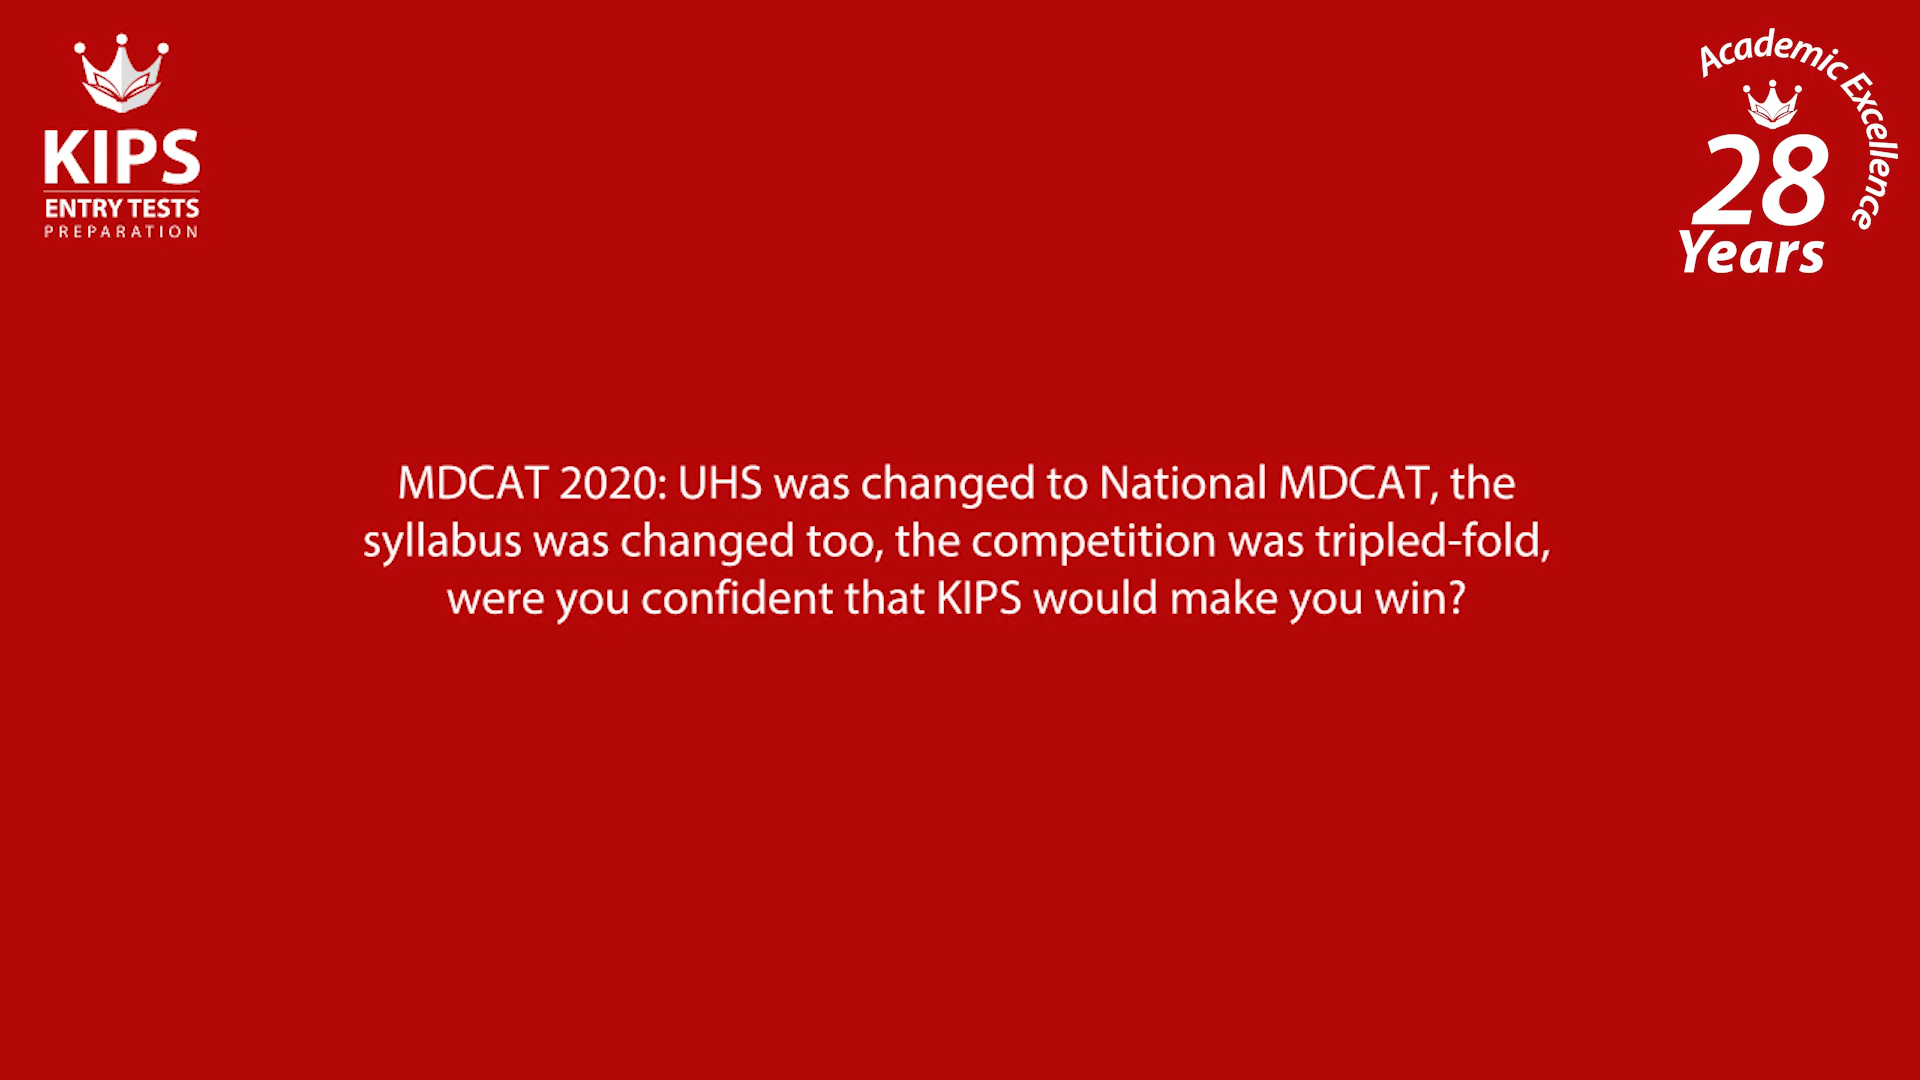 KIPS
ENTRY TESTS
PREPARATION
Academic Excellence
28
Years
MDCAT 2020: UHS was changed to National MDCAT, the
syllabus was changed too, the competition was tripled-fold,
were you confident that KIPS would make you win?